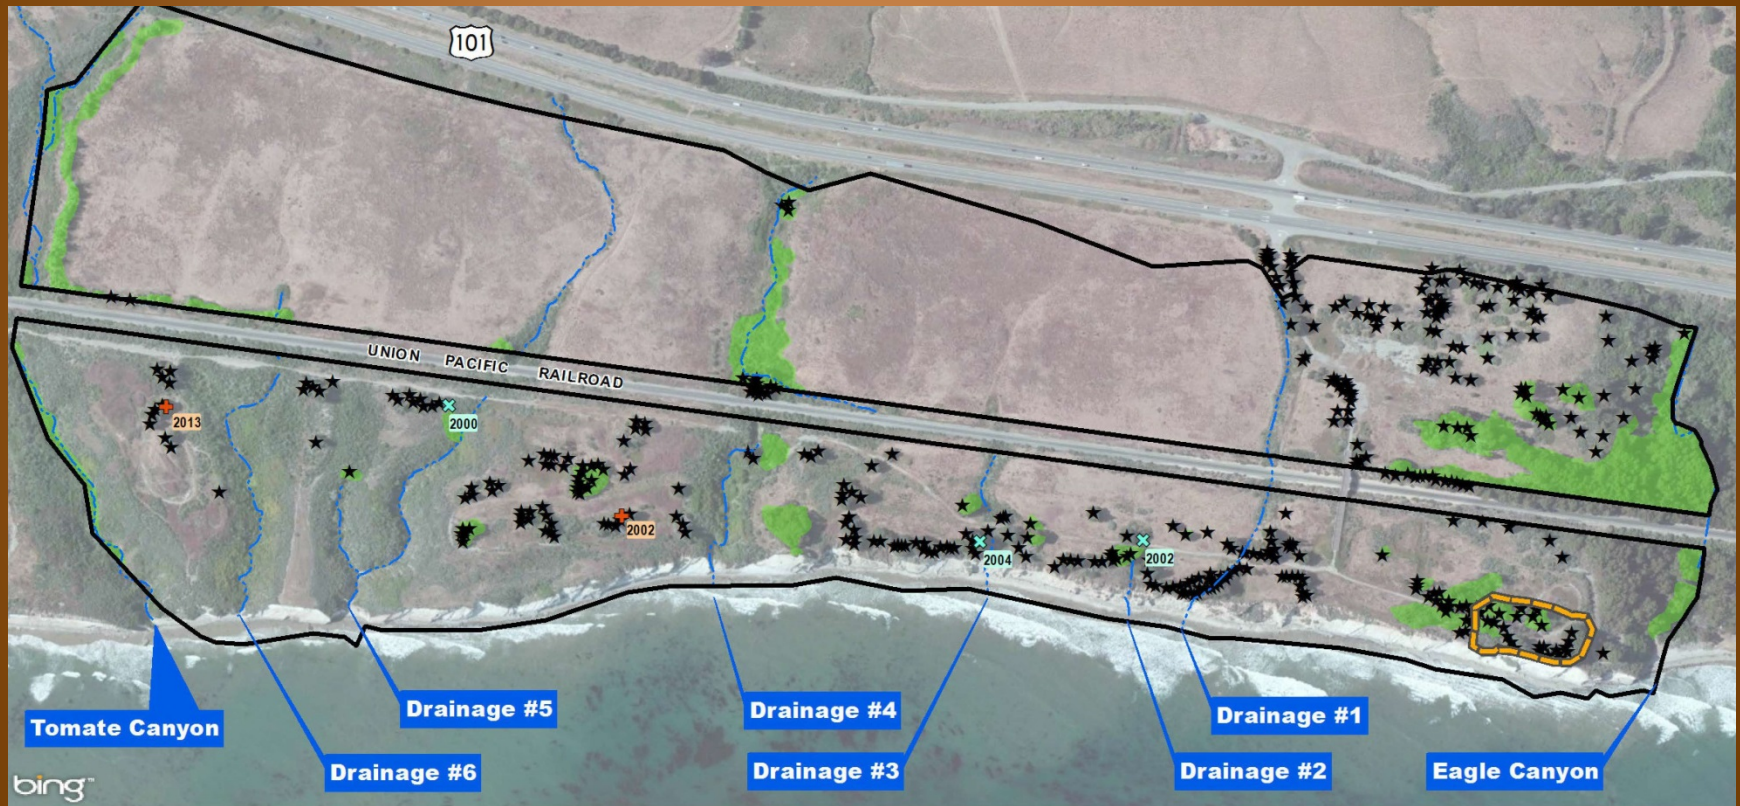 101
UNION PACIFIC RAILROAD
2013
2000
2002
2004
2002
Drainage #5
Drainage #4
Drainage #1
Tomate Canyon
Drainage #6
Drainage #3
Drainage #2
Eagle Canyon
bing™